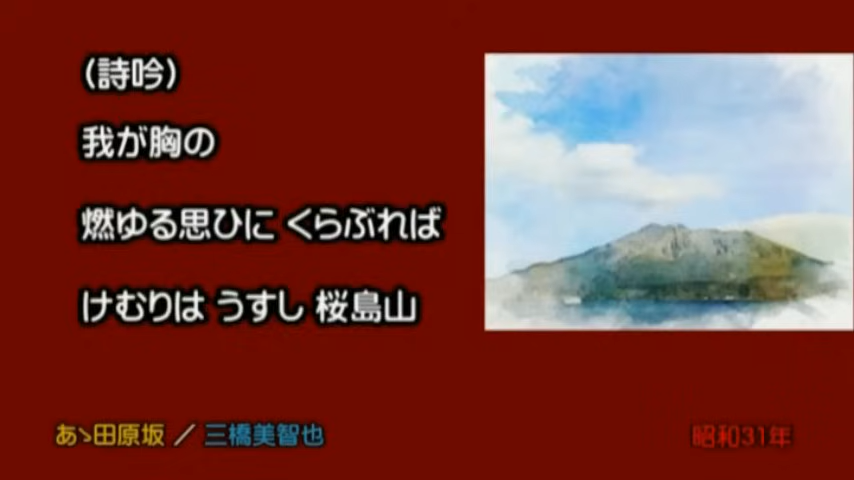 (詩吟)
我が胸の
燃ゆる思ひに くらぶれば
けむりは うすし 桜島山
あゝ田原坂 / 三橋美智也
昭和31年